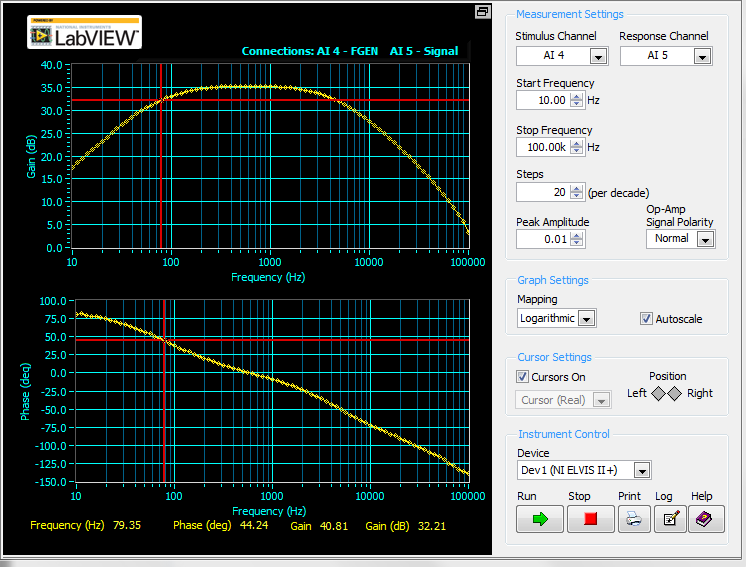 POWERED BY
NATIONAL INSTRUMENTS
LabVIEW™
Connections: AI 4 - FGEN AI 5 - Signal
Gain (dB)
40.0
35.0
30.0
25.0
20.0
15.0
10.0
5.0
0.0
10 100 1000 10000 100000
Frequency (Hz)
Phase (deg)
100.0
75.0
50.0
25.0
0.0
-25.0
-50.0
-75.0
-100.0
-125.0
-150.0
10 100 1000 10000 100000
Frequency (Hz)
Frequency (Hz) 79.35 Phase (deg) 44.24 Gain 40.81 Gain (dB) 32.21
Measurement Settings
Stimulus Channel Response Channel
AI 4 AI 5
Start Frequency
10.00 Hz
Stop Frequency
100.00k Hz
Steps
20 (per decade)
Peak Amplitude
0.01
Op-Amp
Signal Polarity
Normal
Graph Settings
Mapping
Logarithmic Autoscale
Cursor Settings
Cursors On Position
Cursor (Real) Left Right
Instrument Control
Device
Dev1 (NI ELVIS II+)
Run Stop Print Log Help